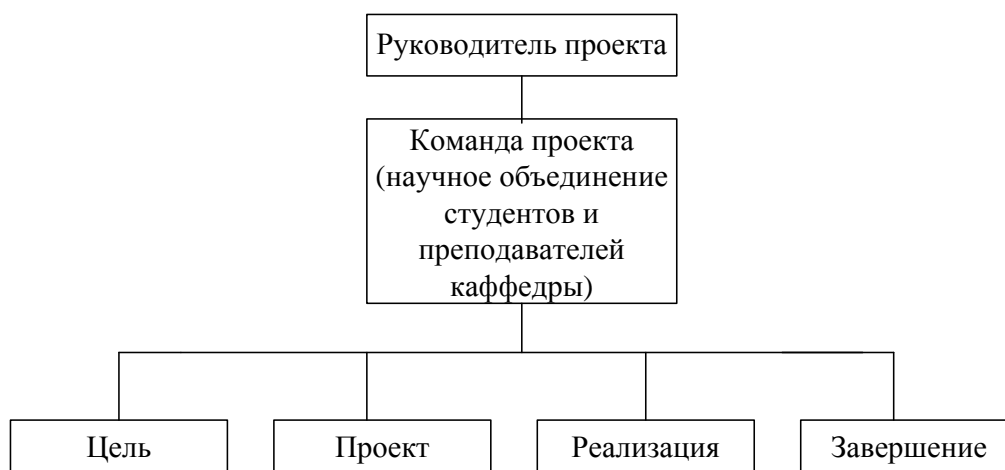 Руководитель проекта
Команда проекта
(научное объединение
студентов и
преподавателей
каффедры)
Цель
Проект
Реализация
Завершение